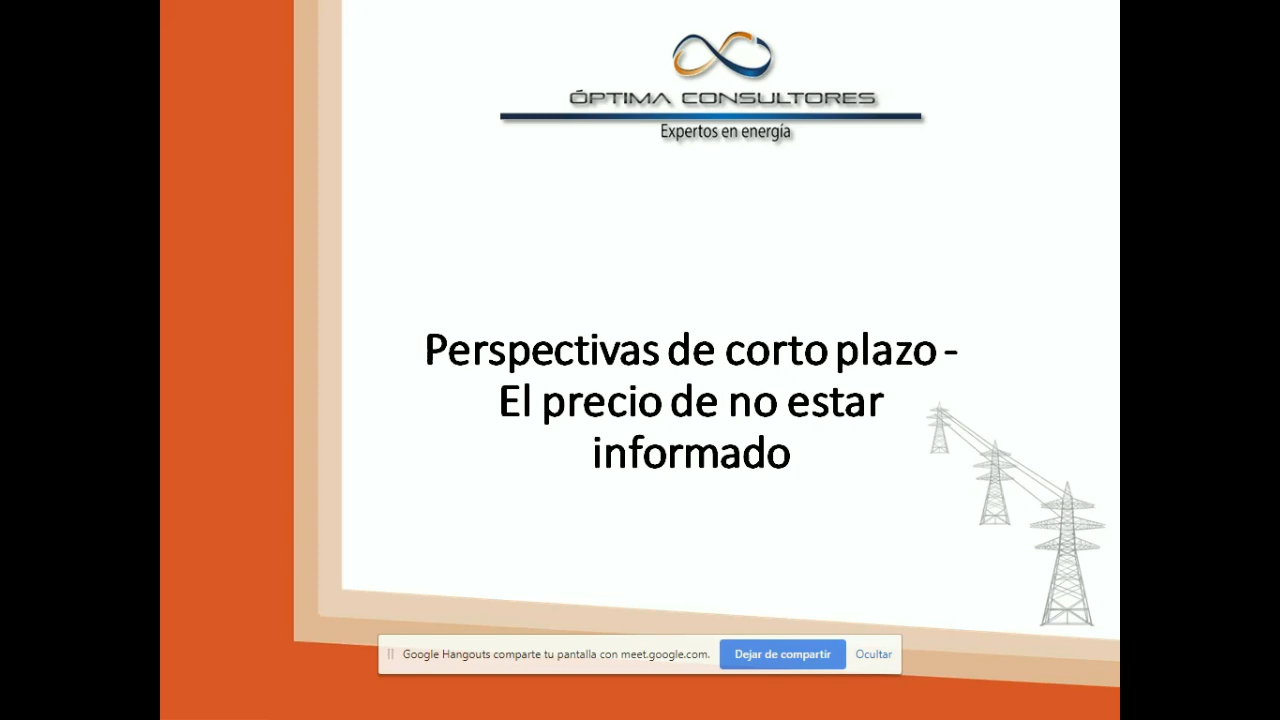 ÓPTIMA CONSULTORES
Expertos en energía
Perspectivas de corto plazo -
El precio de no estar
informado
Google Hangouts comparte tu pantalla con meet.google.com.
Dejar de compartir
Ocultar